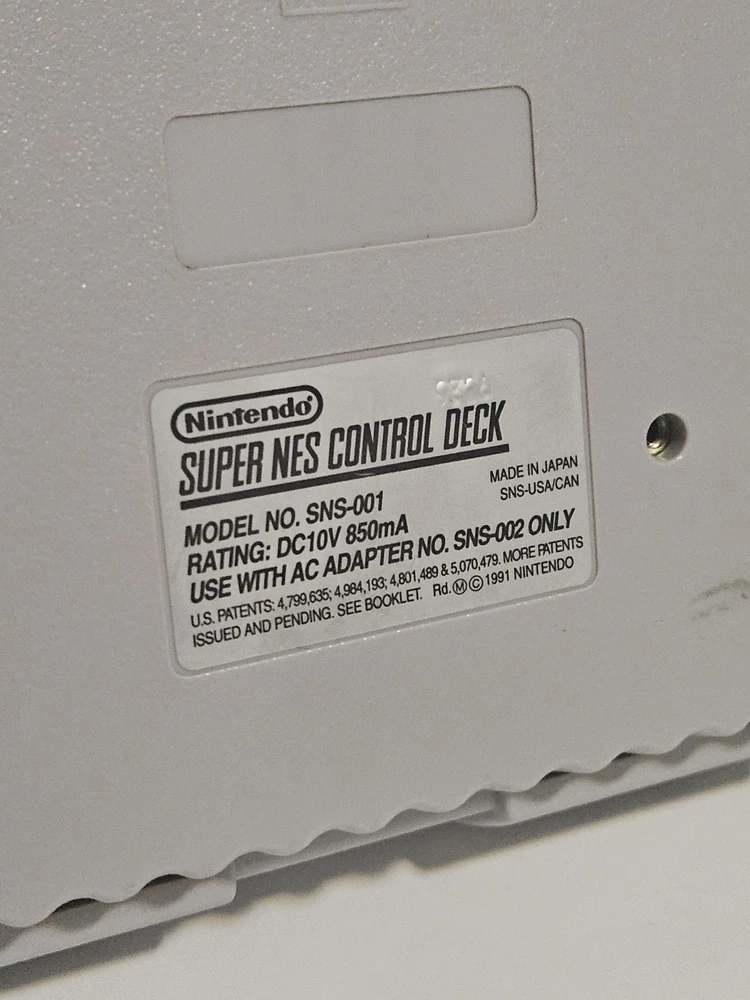 Nintendo®
SUPER NES CONTROL DECK
MADE IN JAPAN
SNS-USA/CAN
MODEL NO. SNS-001
RATING: DC10V 850mA
USE WITH AC ADAPTER NO. SNS-002 ONLY
U.S. PATENTS: 4,799,635; 4,984,193; 4,801,489 & 5,070,479. MORE PATENTS
ISSUED AND PENDING. SEE BOOKLET. Rd.Ⓜ©1991 NINTENDO